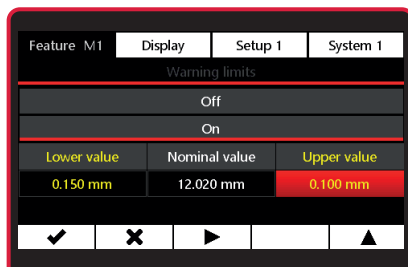 Feature M1 Display Setup 1 System 1
Warning limits
Off
On
Lower value Nominal value Upper value
0.150 mm 12.020 mm 0.100 mm